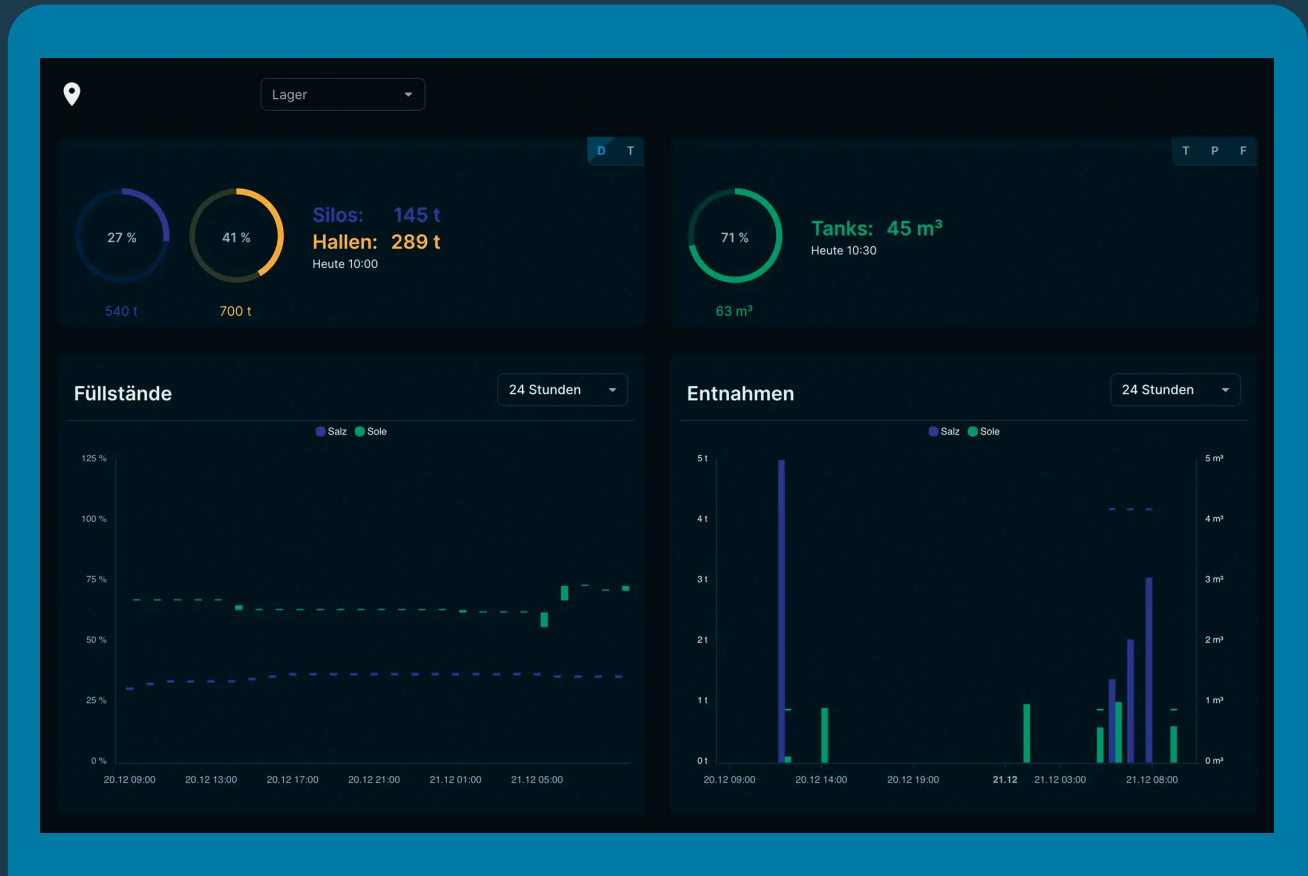 Lager
D T
T P F
27 %
41 %
Silos: 145 t
Hallen: 289 t
Heute 10:00
540 t
700 t
71 %
Tanks: 45 m³
Heute 10:30
63 m³
Füllstände
24 Stunden
Salz Sole
125 %
100 %
75 %
50 %
25 %
0 %
20.12 09:00 20.12 13:00 20.12 17:00 20.12 21:00 21.12 01:00 21.12 05:00
Entnahmen
24 Stunden
Salz Sole
5 t 5 m³
4 t 4 m³
3 t 3 m³
2 t 2 m³
1 t 1 m³
0 t 0 m³
20.12 09:00 20.12 14:00 20.12 19:00 21.12 21.12 03:00 21.12 08:00